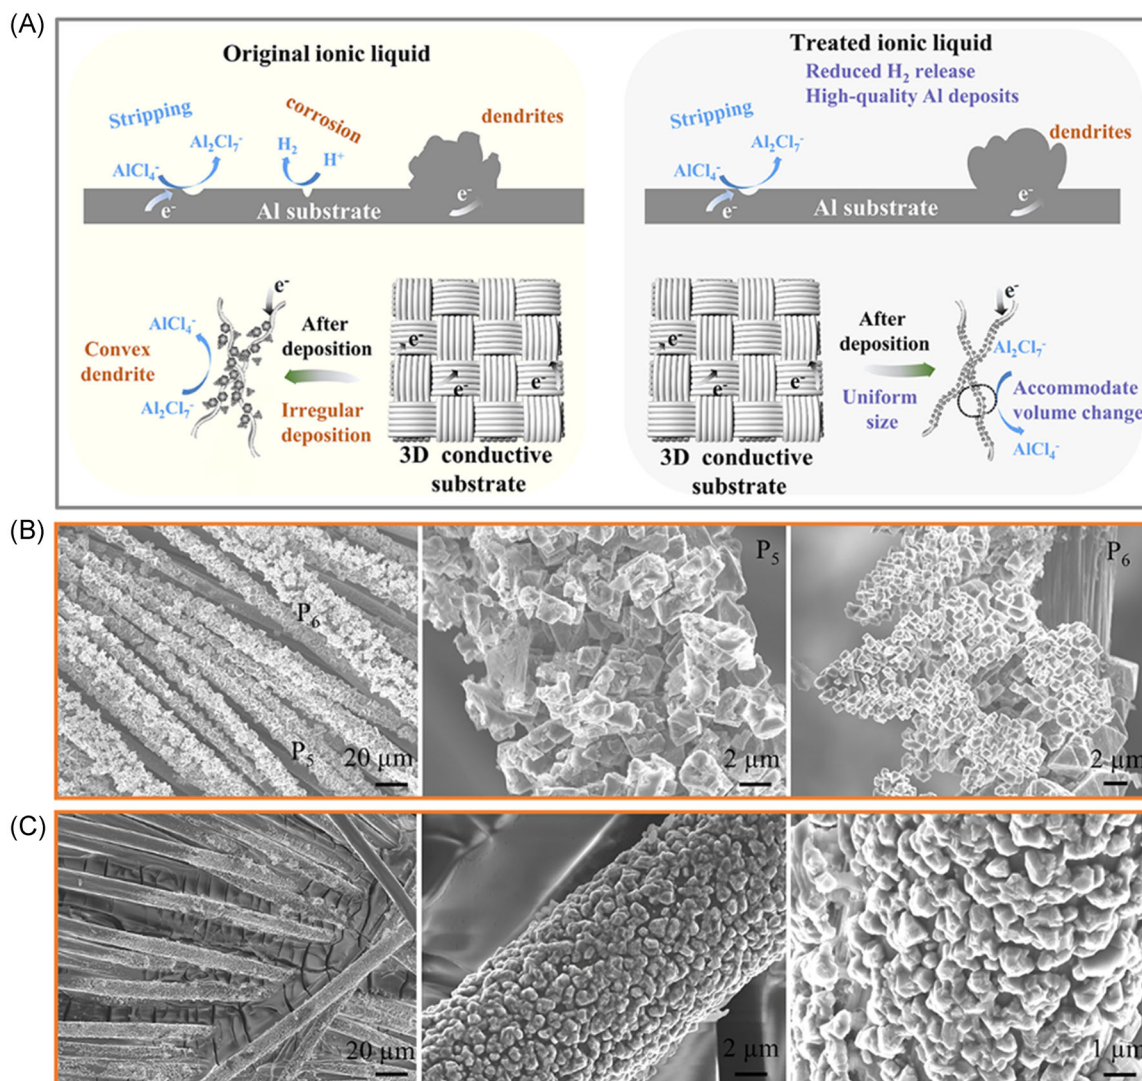 (A)
Original ionic liquid
Stripping
corrosion
dendrites
AlCl4-
Al2Cl7-
H2
H+
e-
Al substrate
e-
e-
AlCl4-
Convex
dendrite
Al2Cl7-
After
deposition
Irregular
deposition
e-
e-
e-
3D conductive
substrate
Treated ionic liquid
Reduced H2 release
High-quality Al deposits
Stripping
dendrites
AlCl4-
Al2Cl7-
e-
Al substrate
e-
e-
e-
e-
3D conductive
substrate
After
deposition
Uniform
size
e-
Al2Cl7-
Accommodate
volume change
AlCl4-
(B)
P6
P5
20 μm
P5
2 μm
P6
2 μm
(C)
20 μm
2 μm
1 μm